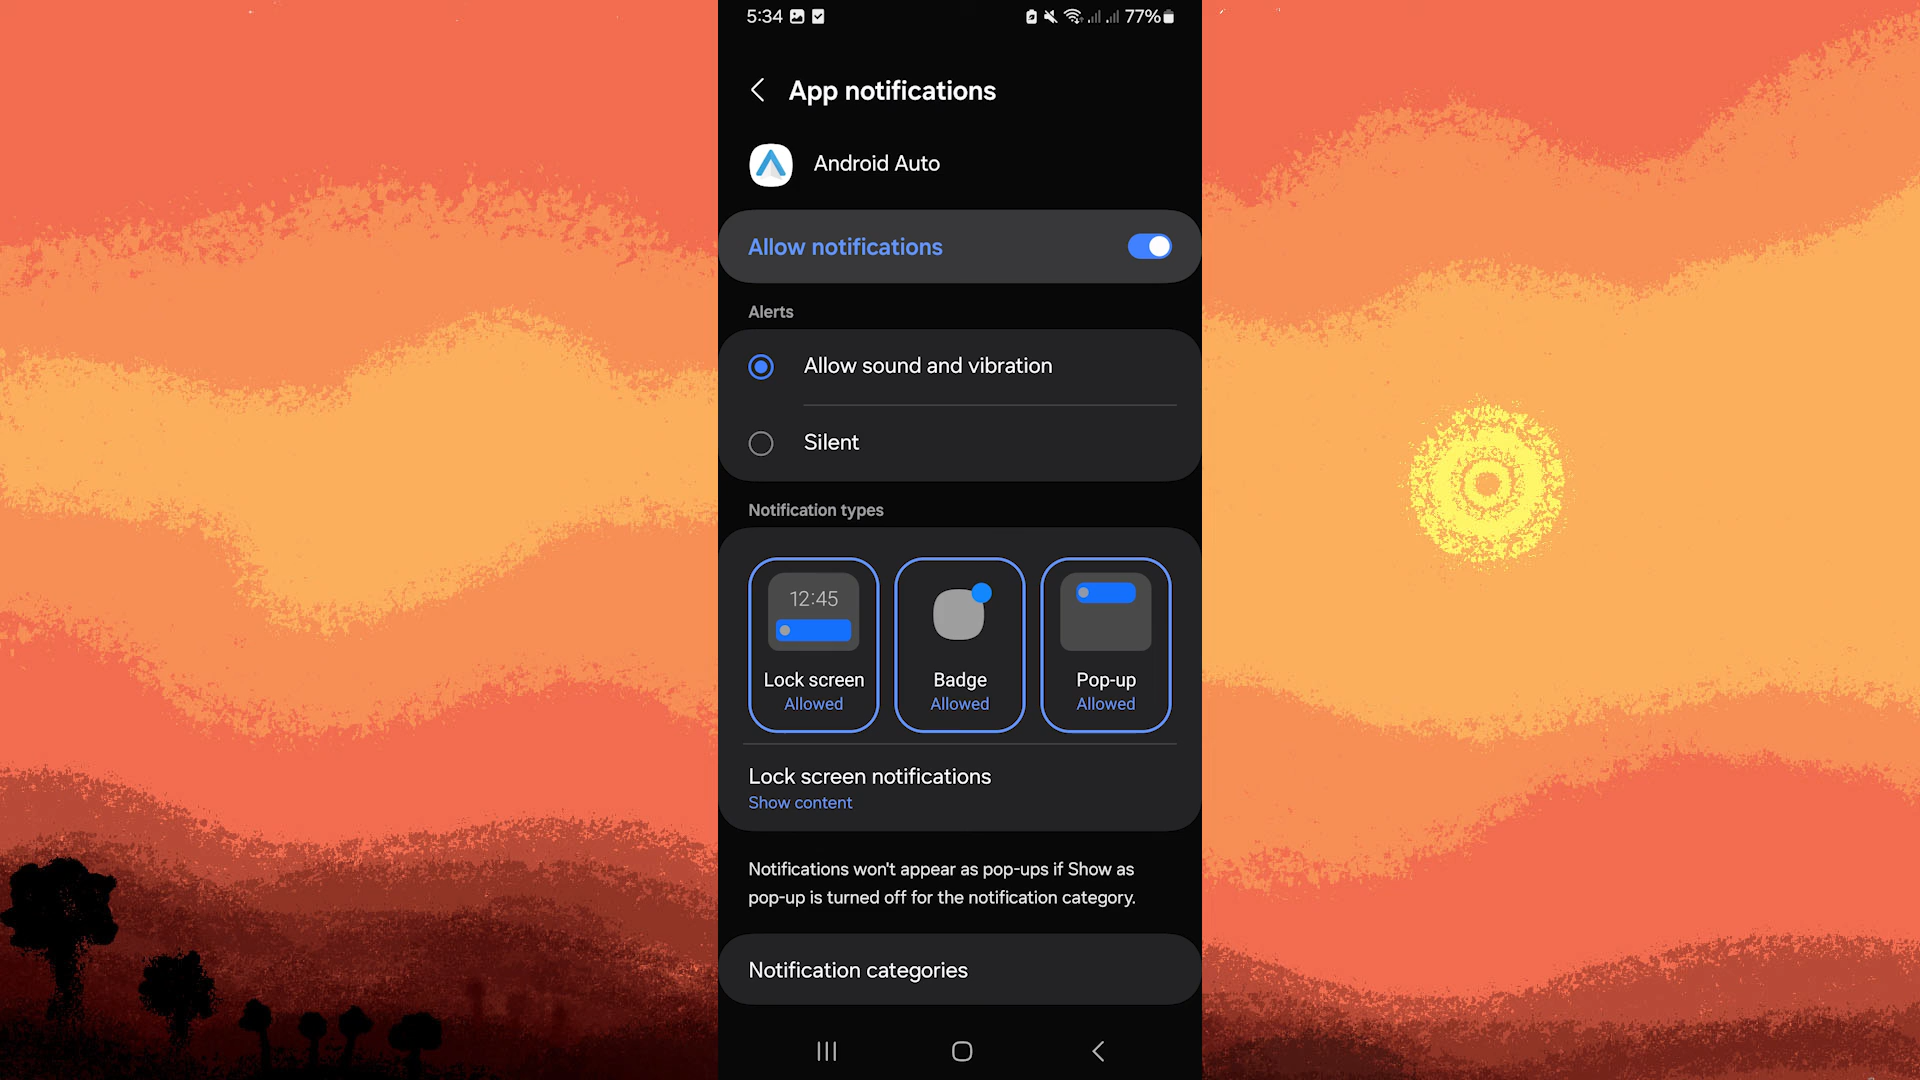 5:34 77%
App notifications
Android Auto
Allow notifications
Alerts
Allow sound and vibration
Silent
Notification types
12:45
Lock screen Badge Pop-up
Allowed Allowed Allowed
Lock screen notifications
Show content
Notifications won't appear as pop-ups if Show as
pop-up is turned off for the notification category.
Notification categories